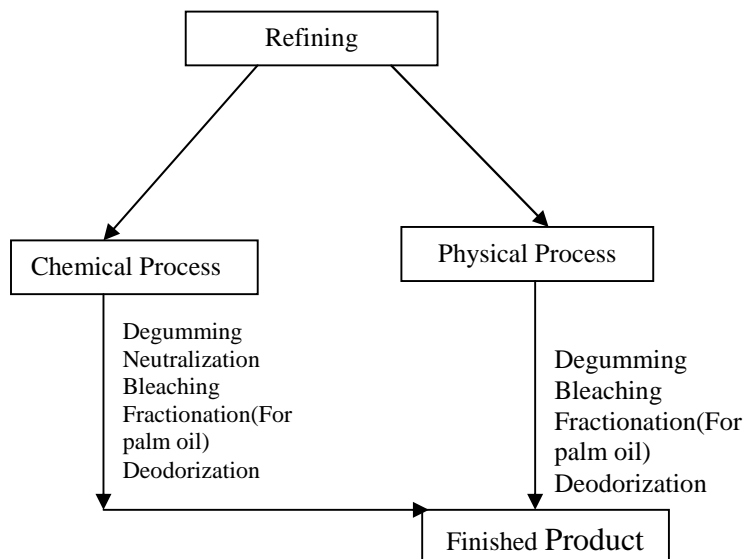 Refining
Chemical Process
Physical Process
Degumming
Neutralization
Bleaching
Fractionation(For
palm oil)
Deodorization
Degumming
Bleaching
Fractionation(For
palm oil)
Deodorization
Finished Product